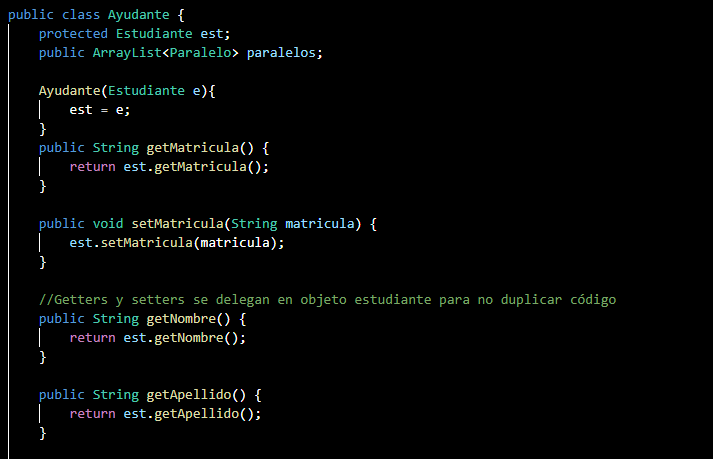 public class Ayudante {
protected Estudiante est;
public ArrayList<Paralelo> paralelos;
Ayudante(Estudiante e){
est = e;
}
public String getMatricula() {
return est.getMatricula();
}
public void setMatricula(String matricula) {
est.setMatricula(matricula);
}
//Getters y setters se delegan en objeto estudiante para no duplicar código
public String getNombre() {
return est.getNombre();
}
public String getApellido() {
return est.getApellido();
}